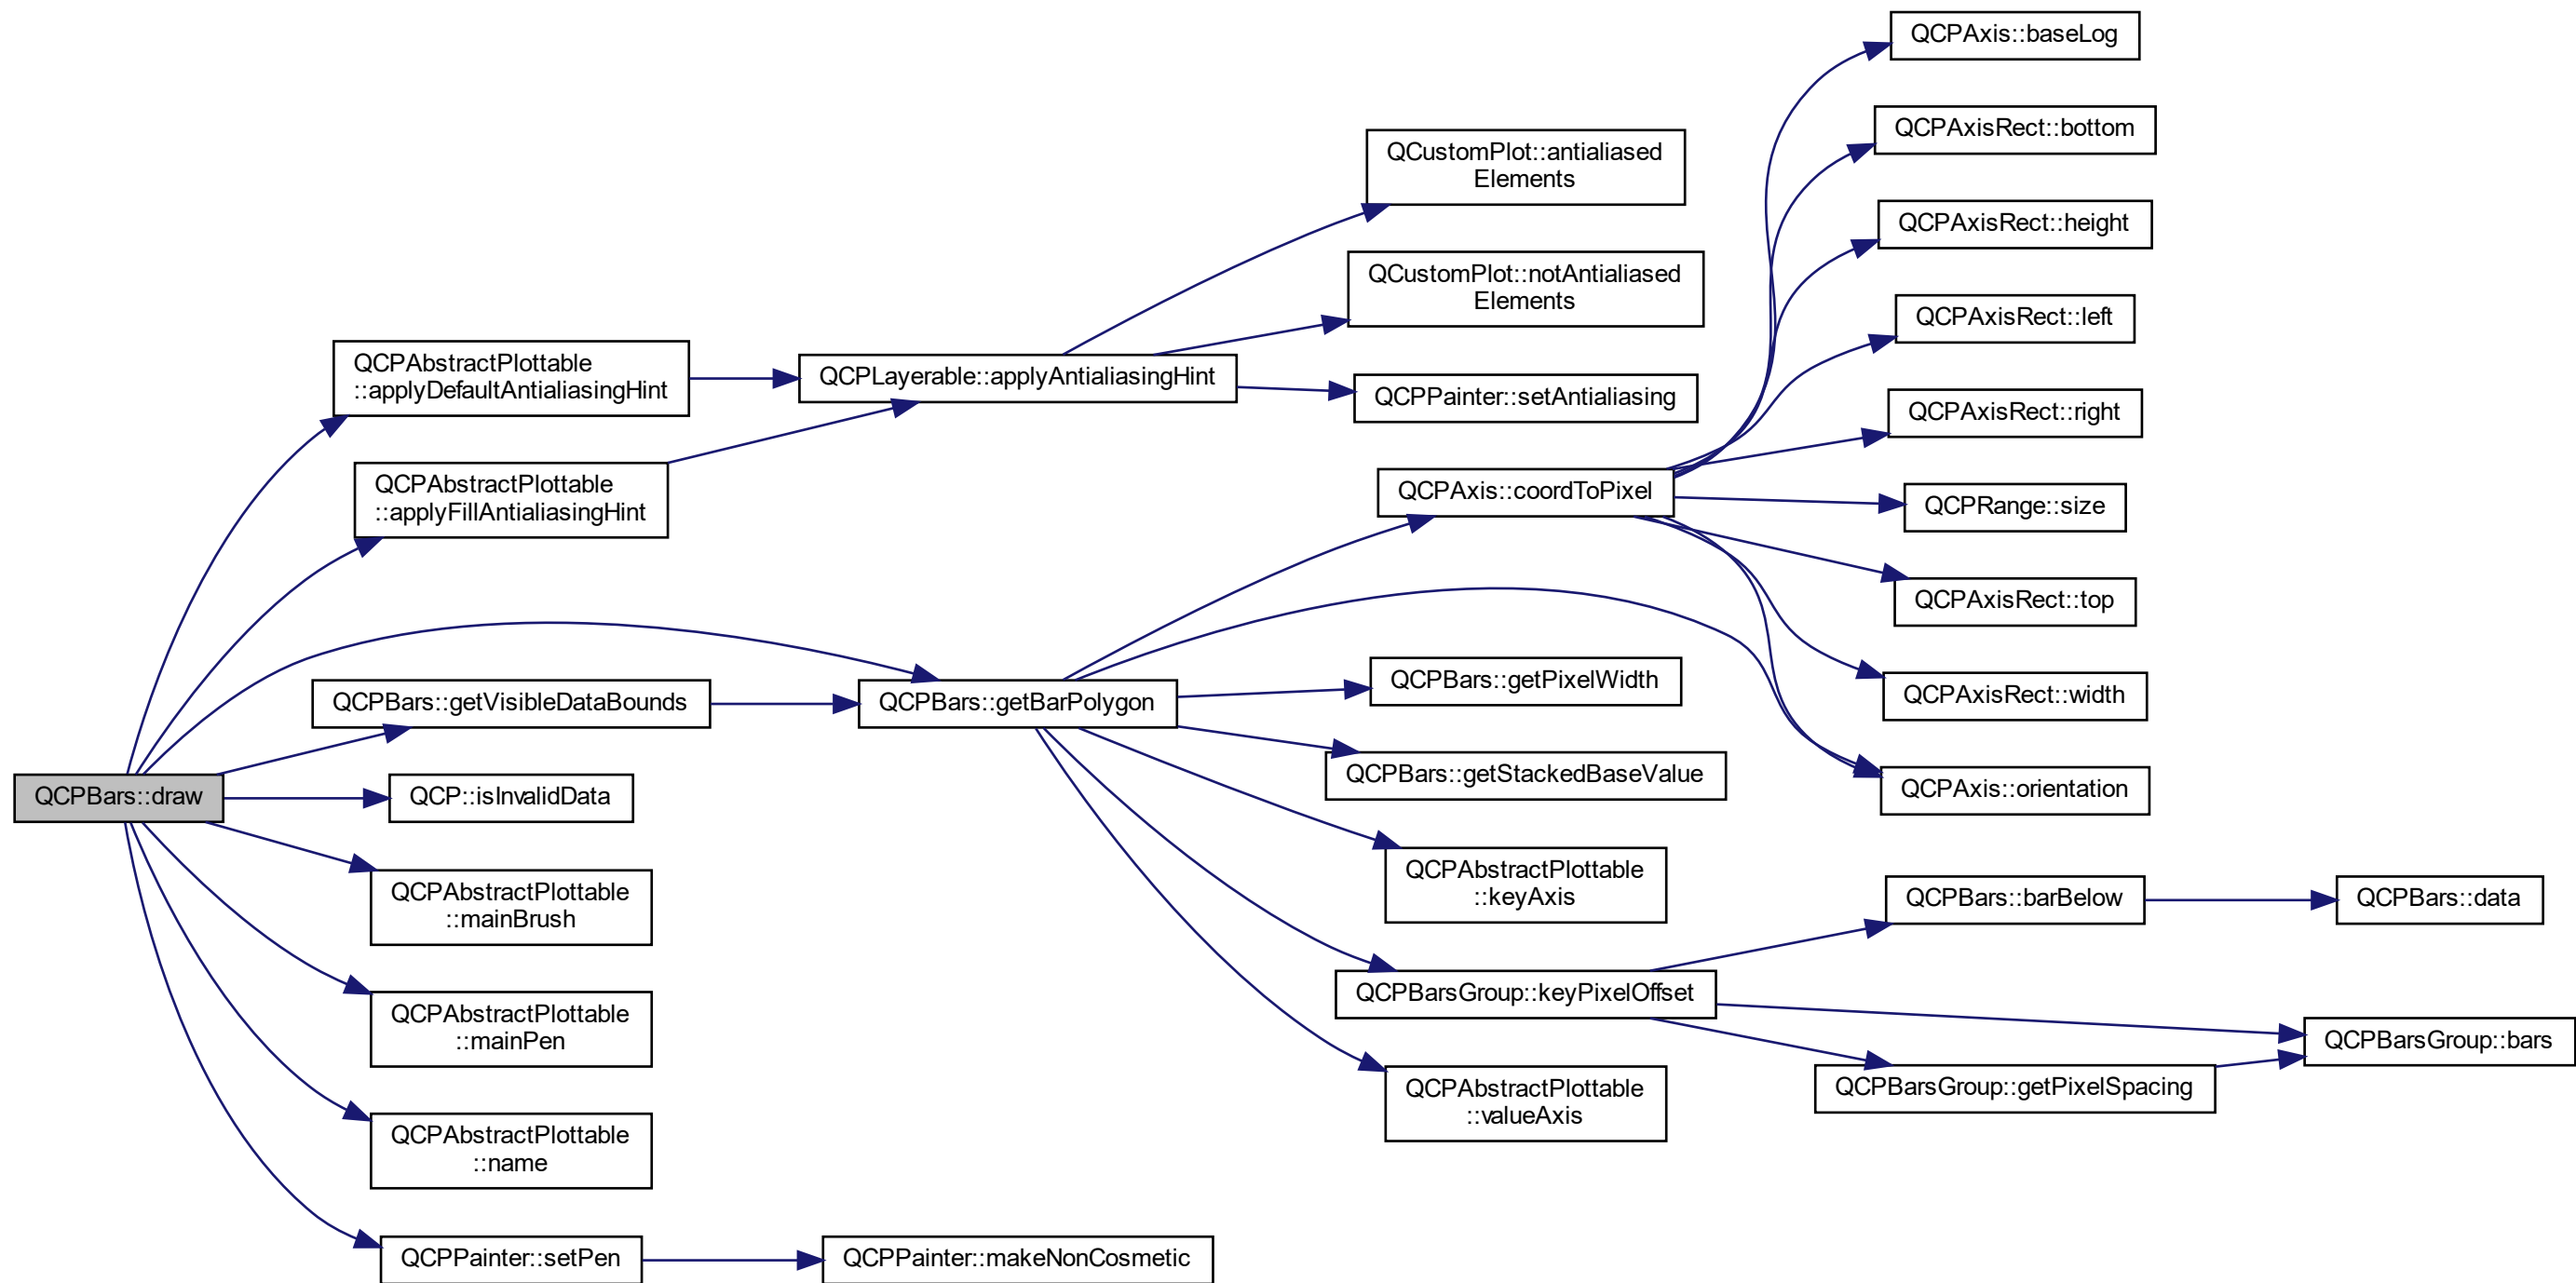 QCPBars::draw
QCPAbstractPlottable
::applyDefaultAntialiasingHint
QCPAbstractPlottable
::applyFillAntialiasingHint
QCPBars::getVisibleDataBounds
QCP::isInvalidData
QCPAbstractPlottable
::mainBrush
QCPAbstractPlottable
::mainPen
QCPAbstractPlottable
::name
QCPPainter::setPen
QCPLayerable::applyAntialiasingHint
QCPBars::getBarPolygon
QCPPainter::makeNonCosmetic
QCustomPlot::antialiased
Elements
QCustomPlot::notAntialiased
Elements
QCPPainter::setAntialiasing
QCPAxis::coordToPixel
QCPBars::getPixelWidth
QCPBars::getStackedBaseValue
QCPAbstractPlottable
::keyAxis
QCPBarsGroup::keyPixelOffset
QCPAbstractPlottable
::valueAxis
QCPAxis::baseLog
QCPAxisRect::bottom
QCPAxisRect::height
QCPAxisRect::left
QCPAxisRect::right
QCPRange::size
QCPAxisRect::top
QCPAxisRect::width
QCPAxis::orientation
QCPBars::barBelow
QCPBarsGroup::getPixelSpacing
QCPBars::data
QCPBarsGroup::bars